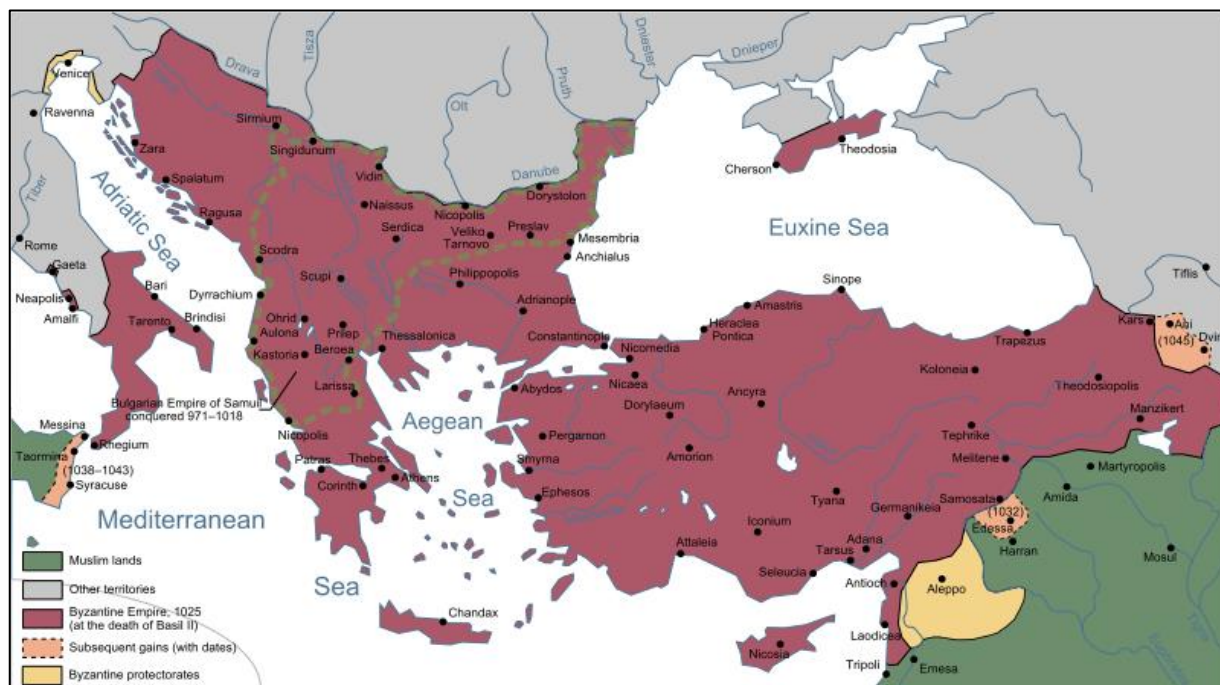 Drava
Tisza
Dniester
Dnieper
Pruth
Venice
Olt
Ravenna
Sirmium
Theodosia
Singidunum
Zara
Cherson
Vidin
Danube
Tiber
Spalatum
Dorystolon
Adriatic Sea
Naissus
Nicopolis
Ragusa
Serdica
Veliko
Tarnovo
Preslav
Euxine Sea
Rome
Mesembria
Scodra
Anchialus
Gaeta
Scupi
Philippopolis
Tiflis
Sinope
Bari
Neapolis
Dyrrachium
Amastris
Amalfi
Adrianople
Ohrid
Prilep
Kars
Ani
(1045)
Tarento
Brindisi
Aulona
Thessalonica
Constantinople
Heraclea
Pontica
Trapezus
Dvin
Kastoria
Beroea
Nicomedia
Koloneia
Nicaea
Theodosiopolis
Larissa
Abydos
Ancyra
Bulgarian Empire of Samuil
conquered 971–1018
Dorylaeum
Manzikert
Aegean
Messina
Nicopolis
Tephrike
Rhegium
Pergamon
Taormina
Amorion
Patras
Thebes
Smyrna
Melitene
Martyropolis
(1038–1043)
Athens
Syracuse
Corinth
Sea
Ephesos
Tyana
Samosata
Amida
Germanikeia
(1032)
Mediterranean
Iconium
Edessa
Adana
Harran
Mosul
Attaleia
Tarsus
Muslim lands
Sea
Seleucia
Antioch
Aleppo
Other territories
Byzantine Empire, 1025
(at the death of Basil II)
Chandax
Laodicea
Subsequent gains (with dates)
Nicosia
Tripoli
Emesa
Byzantine protectorates